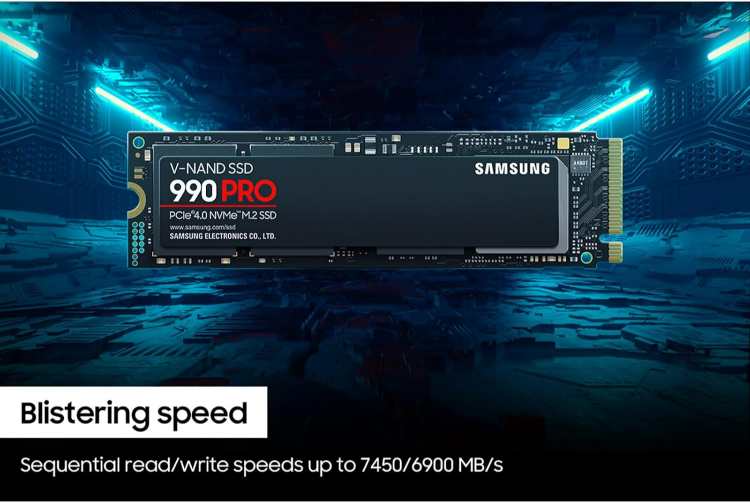 V-NAND SSD
SAMSUNG
990 PRO
PCIe® 4.0 NVMe™ M.2 SSD
www.samsung.com/ssd
SAMSUNG ELECTRONICS CO., LTD.
Blistering speed
Sequential read/write speeds up to 7450/6900 MB/s